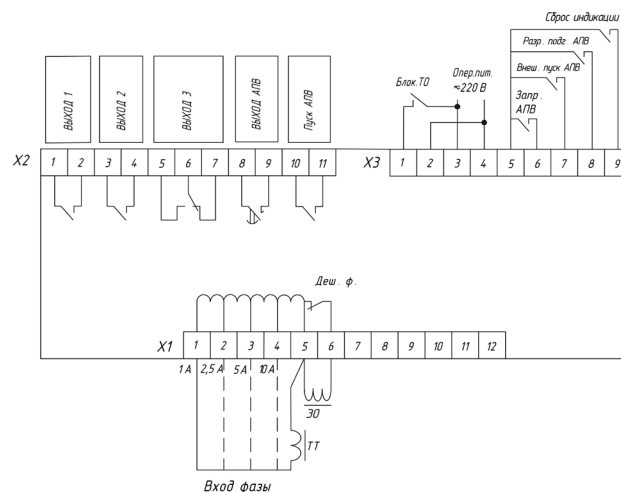 Сброс индикации
Разр. подг. АПВ
Внеш. пуск АПВ
Запр.
АПВ
Опер.пит.
≈220 В
Блок.ТО
ВЫХОД 1
ВЫХОД 2
ВЫХОД 3
ВЫХОД АПВ
Пуск АПВ
X2 1 2 3 4 5 6 7 8 9 10 11
X3 1 2 3 4 5 6 7 8 9
Деш. ф.
X1 1 2 3 4 5 6 7 8 9 10 11 12
1 А 2,5 А 5 А 10 А
ЭО
ТТ
Вход фазы